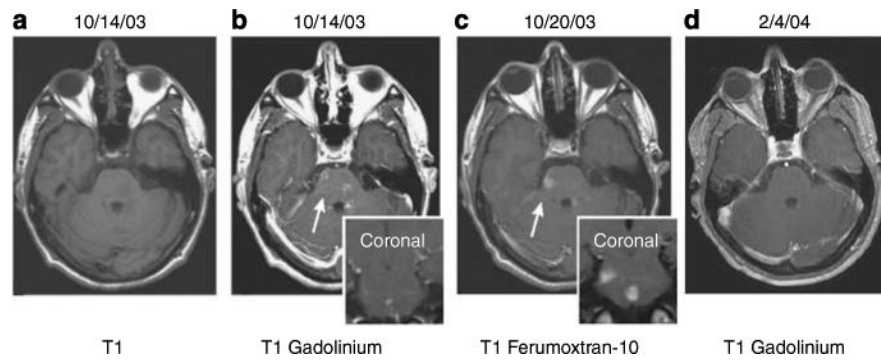 a 10/14/03
b 10/14/03
c 10/20/03
d 2/4/04
Coronal
Coronal
T1
T1 Gadolinium
T1 Ferumoxtran-10
T1 Gadolinium